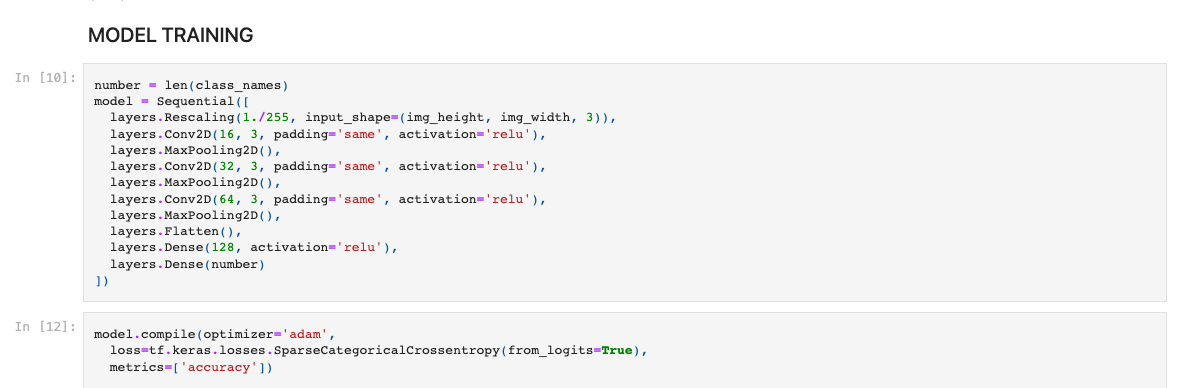 MODEL TRAINING
In [10]:
number = len(class_names)
model = Sequential([
  layers.Rescaling(1./255, input_shape=(img_height, img_width, 3)),
  layers.Conv2D(16, 3, padding='same', activation='relu'),
  layers.MaxPooling2D(),
  layers.Conv2D(32, 3, padding='same', activation='relu'),
  layers.MaxPooling2D(),
  layers.Conv2D(64, 3, padding='same', activation='relu'),
  layers.MaxPooling2D(),
  layers.Flatten(),
  layers.Dense(128, activation='relu'),
  layers.Dense(number)
])
In [12]:
model.compile(optimizer='adam',
  loss=tf.keras.losses.SparseCategoricalCrossentropy(from_logits=True),
  metrics=['accuracy'])